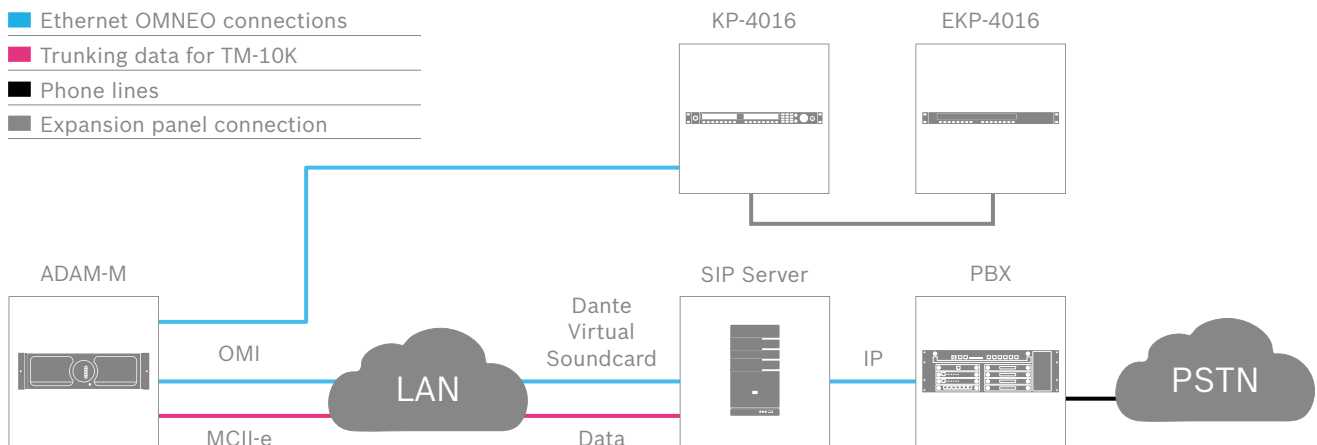 Ethernet OMNEO connections
Trunking data for TM-10K
Phone lines
Expansion panel connection
KP-4016
EKP-4016
ADAM-M
OMI
MCII-e
LAN
Dante
Virtual
Soundcard
Data
SIP Server
IP
PBX
PSTN